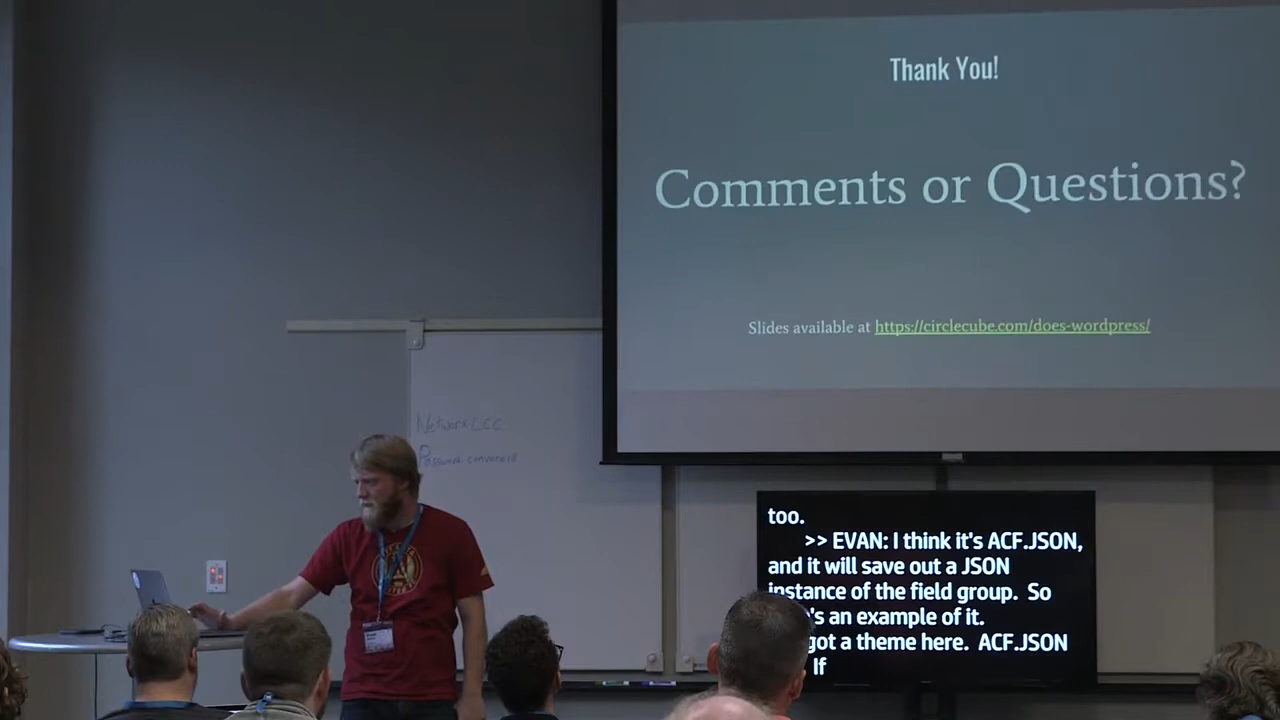 Thank You!
Comments or Questions?
Slides available at https://circlecube.com/does-wordpress/
Network LCC
too.
>> EVAN: I think it's ACF.JSON,
and it will save out a JSON
instance of the field group. So
's an example of it.
got a theme here. ACF.JSON
If